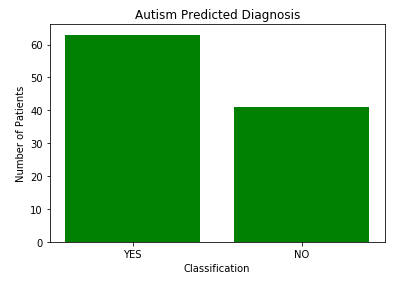 Autism Predicted Diagnosis
60
50
40
30
20
10
0
Number of Patients
YES NO
Classification